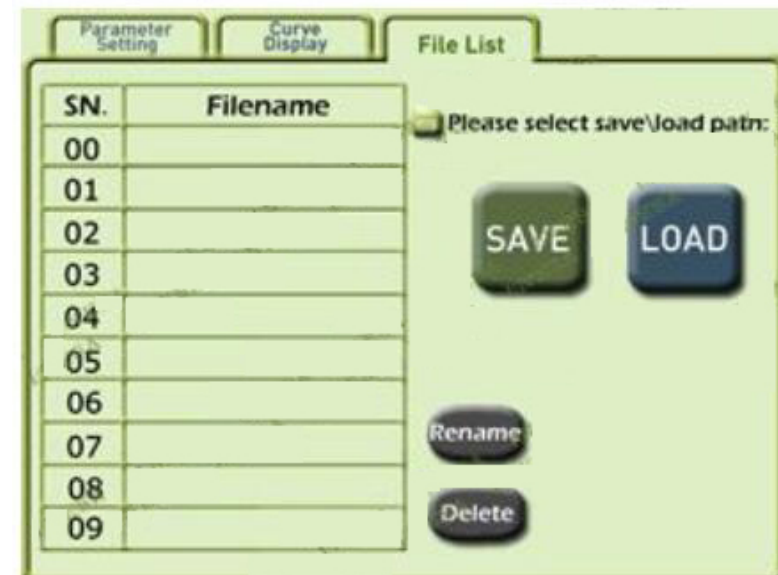 Parameter
Setting
Curve
Display
File List
SN. Filename
00
01
02
03
04
05
06
07
08
09
Please select save\load patn:
SAVE
LOAD
Rename
Delete